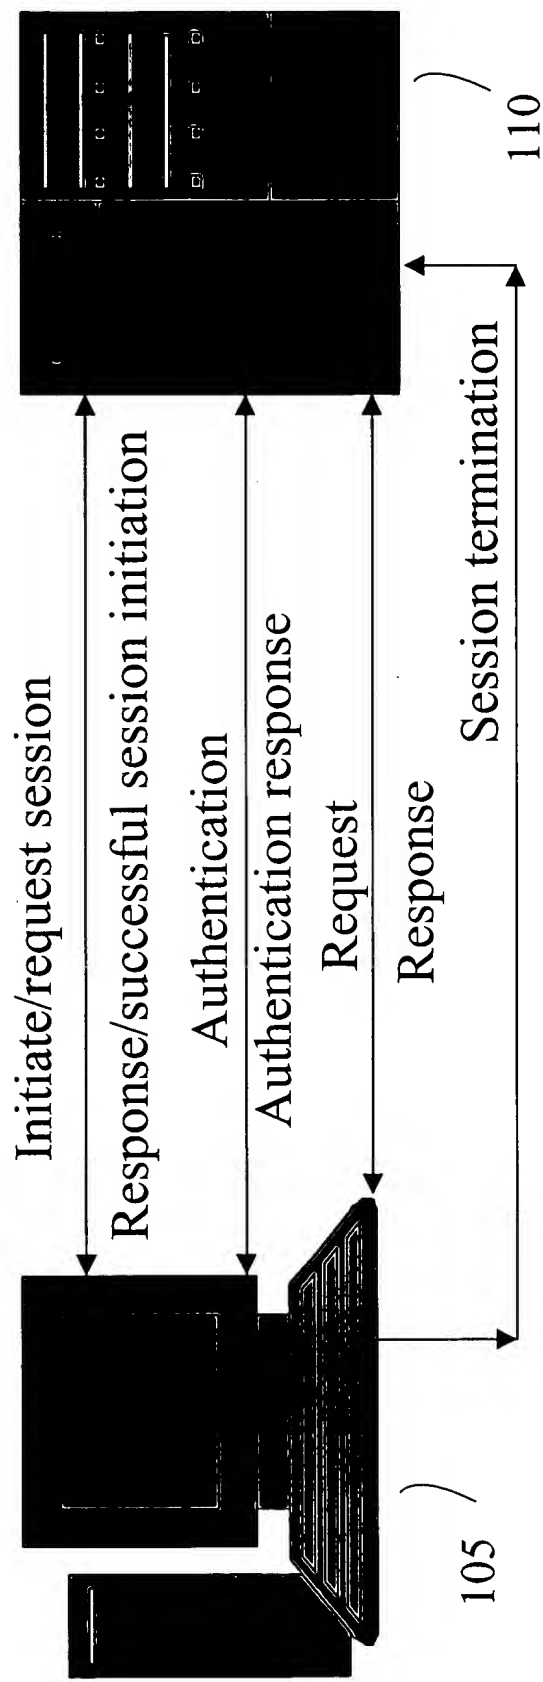 Initiate/request session
Response/successful session initiation
Authentication
Authentication response
Request
Response
Session termination
105
110